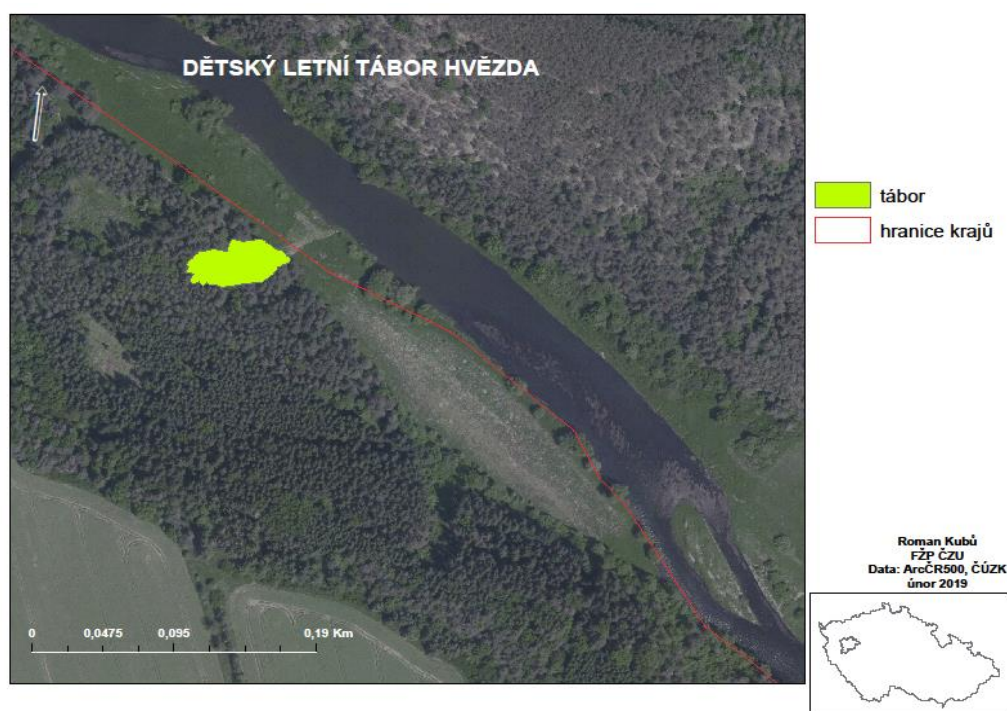 DĚTSKÝ LETNÍ TÁBOR HVĚZDA
tábor
hranice krajů
Roman Kubů
FŽP ČZU
Data: ArcČR500, ČÚZK
únor 2019
0 0,0475 0,095 0,19 Km